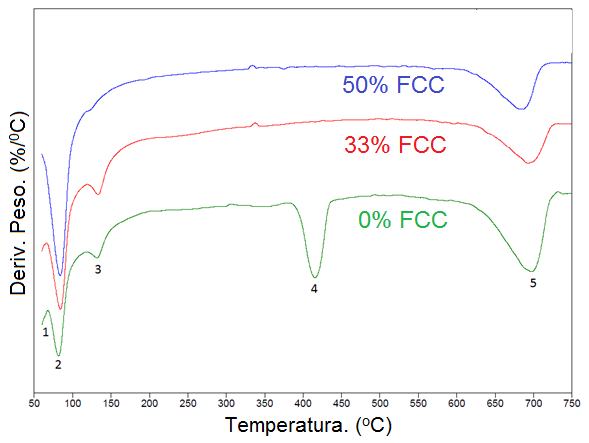 Deriv. Peso. (%/⁰C)
50% FCC
33% FCC
0% FCC
1
2
3
4
5
50 100 150 200 250 300 350 400 450 500 550 600 650 700 750
Temperatura. (⁰C)